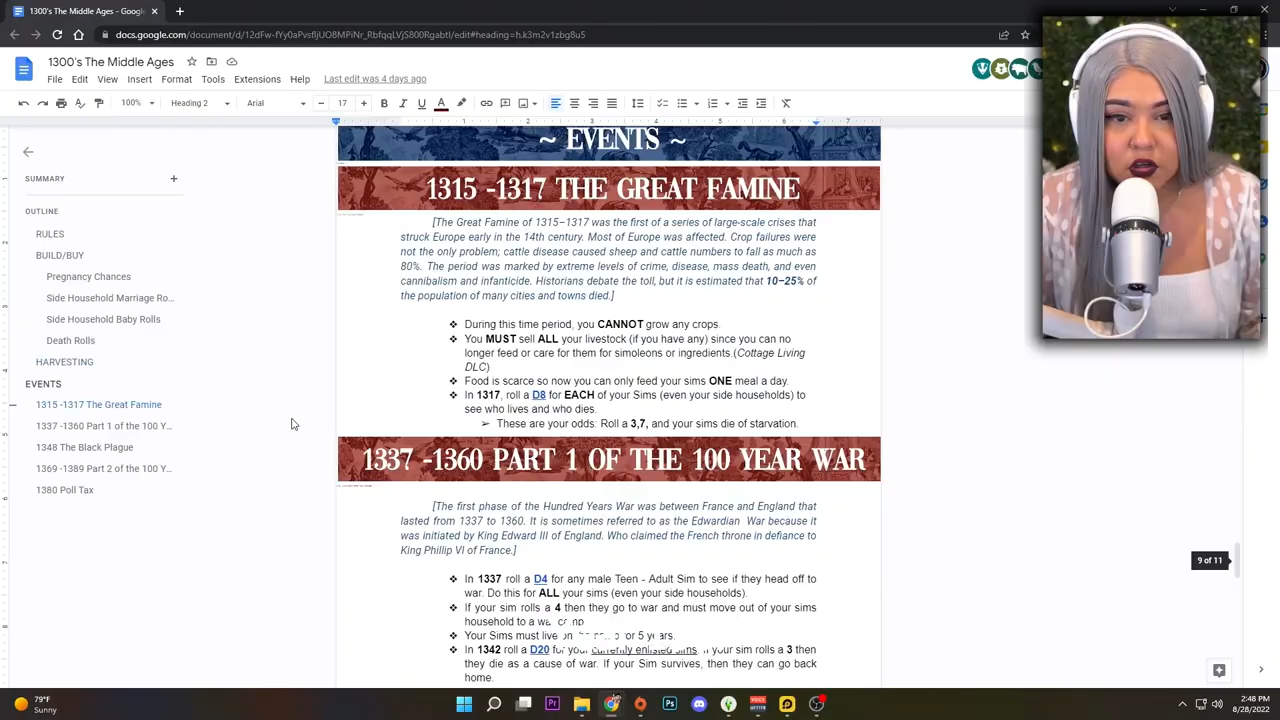 1300's The Middle Ages -
docs.google.com/document/d/12dFw-fYy0aPvsfljUO8MPiNr_RbfqqLVjS800RgabtI/edit#heading=h.k3m2v1zbg8u5
1300's The Middle Ages
File Edit View Insert Format Tools Extensions Help Last edit was 4 days ago
100% Heading 2 Arial 17
1 2 3 4 5 6 7
SUMMARY
OUTLINE
RULES
BUILD/BUY
Pregnancy Chances
Side Household Marriage Ro...
Side Household Baby Rolls
Death Rolls
HARVESTING
EVENTS
1315 -1317 The Great Famine
1337 -1360 Part 1 of the 100 Y...
1348 The Black Plague
1369 -1389 Part 2 of the 100 Y...
1380 Poll Tax
~ EVENTS ~
1315 -1317 THE GREAT FAMINE
[The Great Famine of 1315–1317 was the first of a series of large-scale crises that
struck Europe early in the 14th century. Most of Europe was affected. Crop failures were
not the only problem; cattle disease caused sheep and cattle numbers to fall as much as
80%. The period was marked by extreme levels of crime, disease, mass death, and even
cannibalism and infanticide. Historians debate the toll, but it is estimated that 10–25% of
the population of many cities and towns died.]
❖ During this time period, you CANNOT grow any crops.
❖ You MUST sell ALL your livestock (if you have any) since you can no
longer feed or care for them for simoleons or ingredients.(Cottage Living
DLC)
❖ Food is scarce so now you can only feed your sims ONE meal a day.
❖ In 1317, roll a D8 for EACH of your Sims (even your side households) to
see who lives and who dies.
➢ These are your odds: Roll a 3,7, and your sims die of starvation.
1337 -1360 PART 1 OF THE 100 YEAR WAR
[The first phase of the Hundred Years War was between France and England that
lasted from 1337 to 1360. It is sometimes referred to as the Edwardian War because it
was initiated by King Edward III of England. Who claimed the French throne in defiance to
King Phillip VI of France.]
❖ In 1337 roll a D4 for any male Teen - Adult Sim to see if they head off to
war. Do this for ALL your sims (even your side households).
❖ If your sim rolls a 4 then they go to war and must move out of your sims
household to a
❖ Your Sims must live for 5 years.
❖ In 1342 roll a D20 for your currently enlisted sims. If your sim rolls a 3 then
they die as a cause of war. If your Sim survives, then they can go back
home.
9 of 11
79°F
Sunny
2:48 PM
8/28/2022